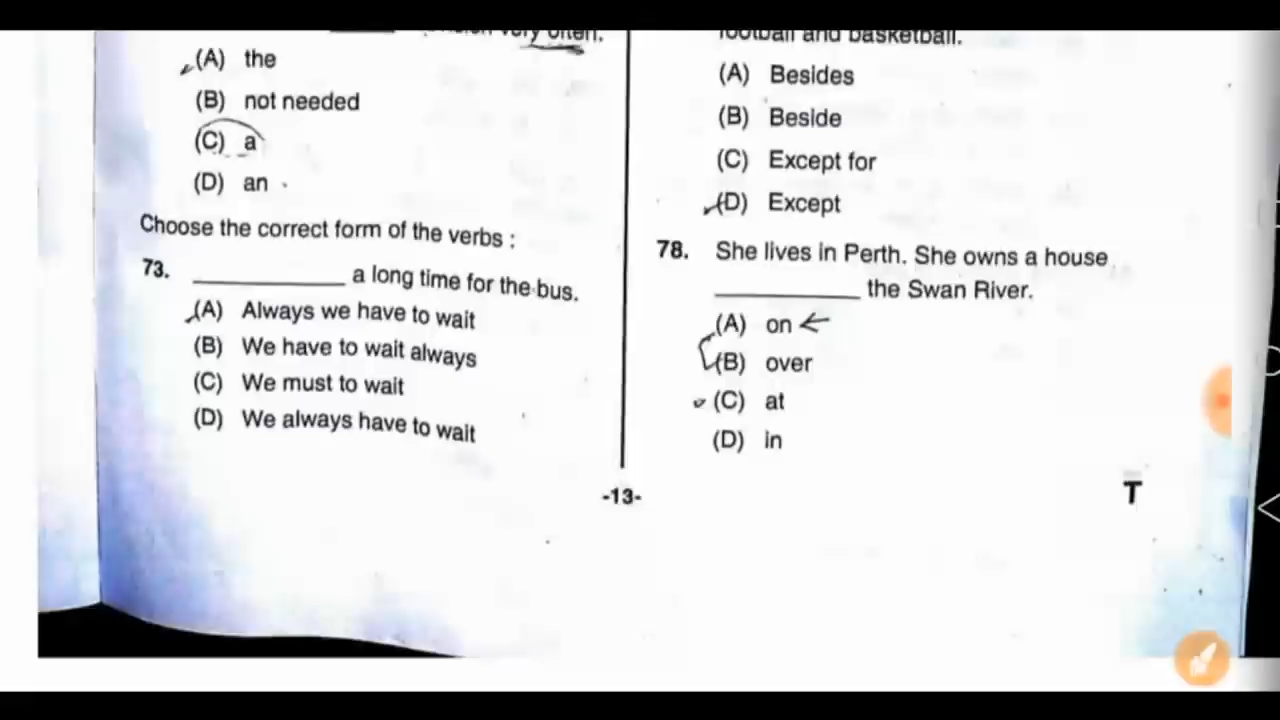 very often.
(A) the
(B) not needed
(C) a
(D) an
Choose the correct form of the verbs :
73. ____________ a long time for the bus.
(A) Always we have to wait
(B) We have to wait always
(C) We must to wait
(D) We always have to wait
football and basketball.
(A) Besides
(B) Beside
(C) Except for
(D) Except
78. She lives in Perth. She owns a house
____________ the Swan River.
(A) on
(B) over
(C) at
(D) in
-13-
T